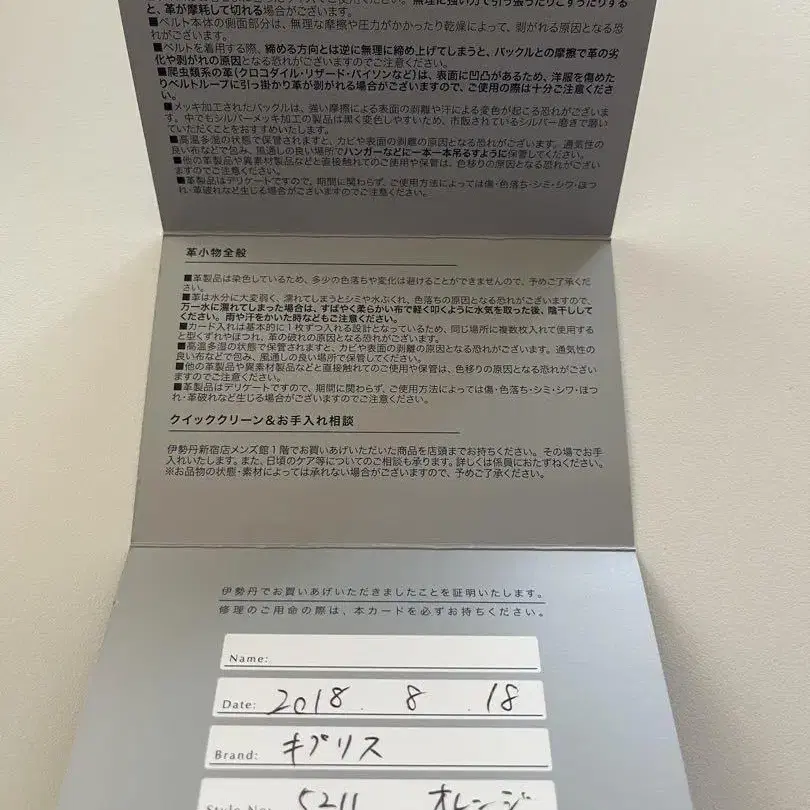 と、革が摩耗して切れる場合がございます。
■ベルト本体の側面部分は、無理な摩擦や圧力がかかったり乾燥によって、剥がれる原因となる恐
れがございます。
■ベルトを着用する際、締める方向とは逆に無理に締め上げてしまうと、バックルとの摩擦で革の劣
化や剥がれの原因となる恐れがございますのでご注意ください。
■爬虫類系の革(クロコダイル・リザード・パイソンなど)は、表面に凹凸があるため、洋服を傷めた
りベルトループに引っ掛かり革が剥がれる場合がございますので、ご使用の際は十分ご注意くださ
い。
■メッキ加工されたバックルは、強い摩擦による表面の剥離や汗による変色が起こる恐れがございま
す。中でもシルバーメッキ加工の製品は黒く変色しやすいため、市販されているシルバー磨きで磨い
ていただくことをおすすめいたします。
■高温多湿の状態で保管されますと、カビや表面の剥離の原因となる恐れがございます。通気性の
良い布などで包み、風通しの良い場所でハンガーなどに一本一本吊るすように保管してください。
■他の革製品や異素材製品などと直接触れてのご使用や保管は、色移りの原因となる恐れがござい
ますのでご注意ください。
■革製品はデリケートですので、期間に関わらず、ご使用方法によっては傷・色落ち・シミ・シワ・ほつ
れ・革破れなど生じる場合がございますのでご注意ください。
革小物全般
■革製品は染色しているため、多少の色落ちや変化は避けることができませんので、予めご了承くだ
さい。
■革は水分に大変弱く、濡れてしまうとシミや水ぶくれ、色落ちの原因となる恐れがございますので、
万一水に濡れてしまった場合は、すばやく柔らかい布で軽く叩くように水気を取った後、陰干しして
ください。雨や汗をかいた時などもご注意ください。
■カード入れは基本的に1枚ずつ入れる設計となっているため、同じ場所に複数枚入れて使用する
と型くずれやほつれ、革の破れの原因となる恐れがございます。
■高温多湿の状態で保管されますと、カビや表面の剥離の原因となる恐れがございます。通気性の
良い布などで包み、風通しの良い場所で保管してください。
■他の革製品や異素材製品などと直接触れてのご使用や保管は、色移りの原因となる恐れがござい
ますのでご注意ください。
■革製品はデリケートですので、期間に関わらず、ご使用方法によっては傷・色落ち・シミ・シワ・ほつ
れ・革破れなど生じる場合がございますのでご注意ください。
クイッククリーン&お手入れ相談
伊勢丹新宿店メンズ館1階でお買いあげいただいた商品を店頭までお持ちください。その場でお手
入れいたします。また、日頃のケア等についてのご相談も承ります。詳しくは係員におたずねください。
※お品物の状態・素材によっては承れない場合がございますので、予めご了承ください。
伊勢丹でお買いあげいただきましたことを証明いたします。
修理のご用命の際は、本カードを必ずお持ちください。
Name:
Date: 2018. 8 .18
Brand: キプリス
Style No: 5211 オレンジ